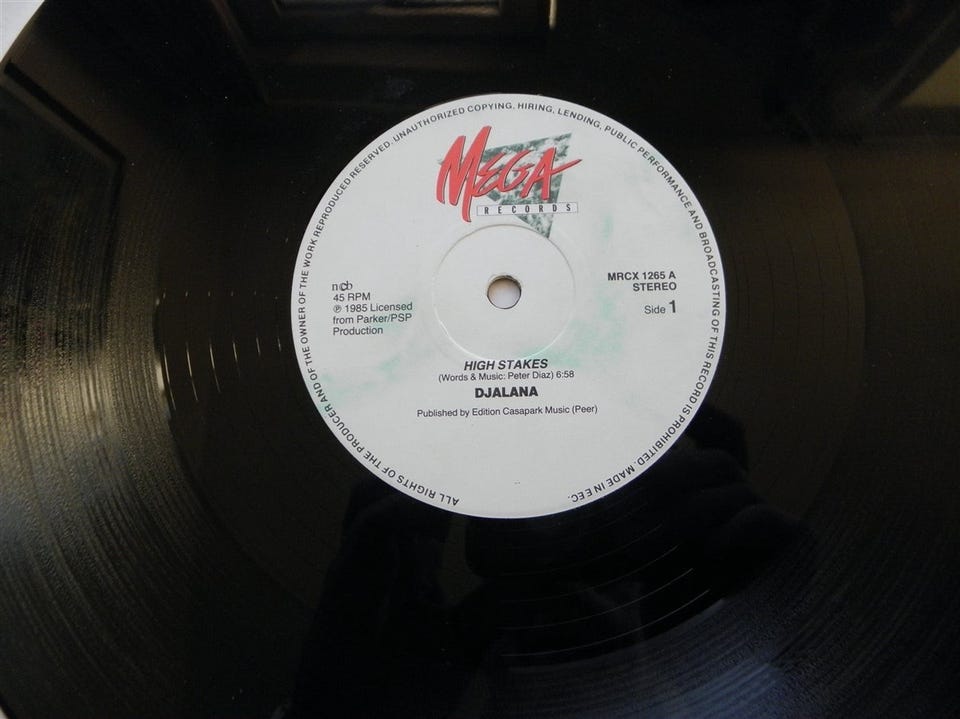 ALL RIGHTS OF THE PRODUCER AND OF THE OWNER OF THE WORK REPRODUCED RESERVED. UNAUTHORIZED COPYING, HIRING, LENDING, PUBLIC PERFORMANCE AND BROADCASTING OF THIS RECORD IS PROHIBITED. MADE IN EEC.
MEGA
RECORDS
MRCX 1265 A
STEREO
Side 1
ncb
45 RPM
℗ 1985 Licensed
from Parker/PSP
Production
HIGH STAKES
(Words & Music: Peter Diaz) 6:58
DJALANA
Published by Edition Casapark Music (Peer)